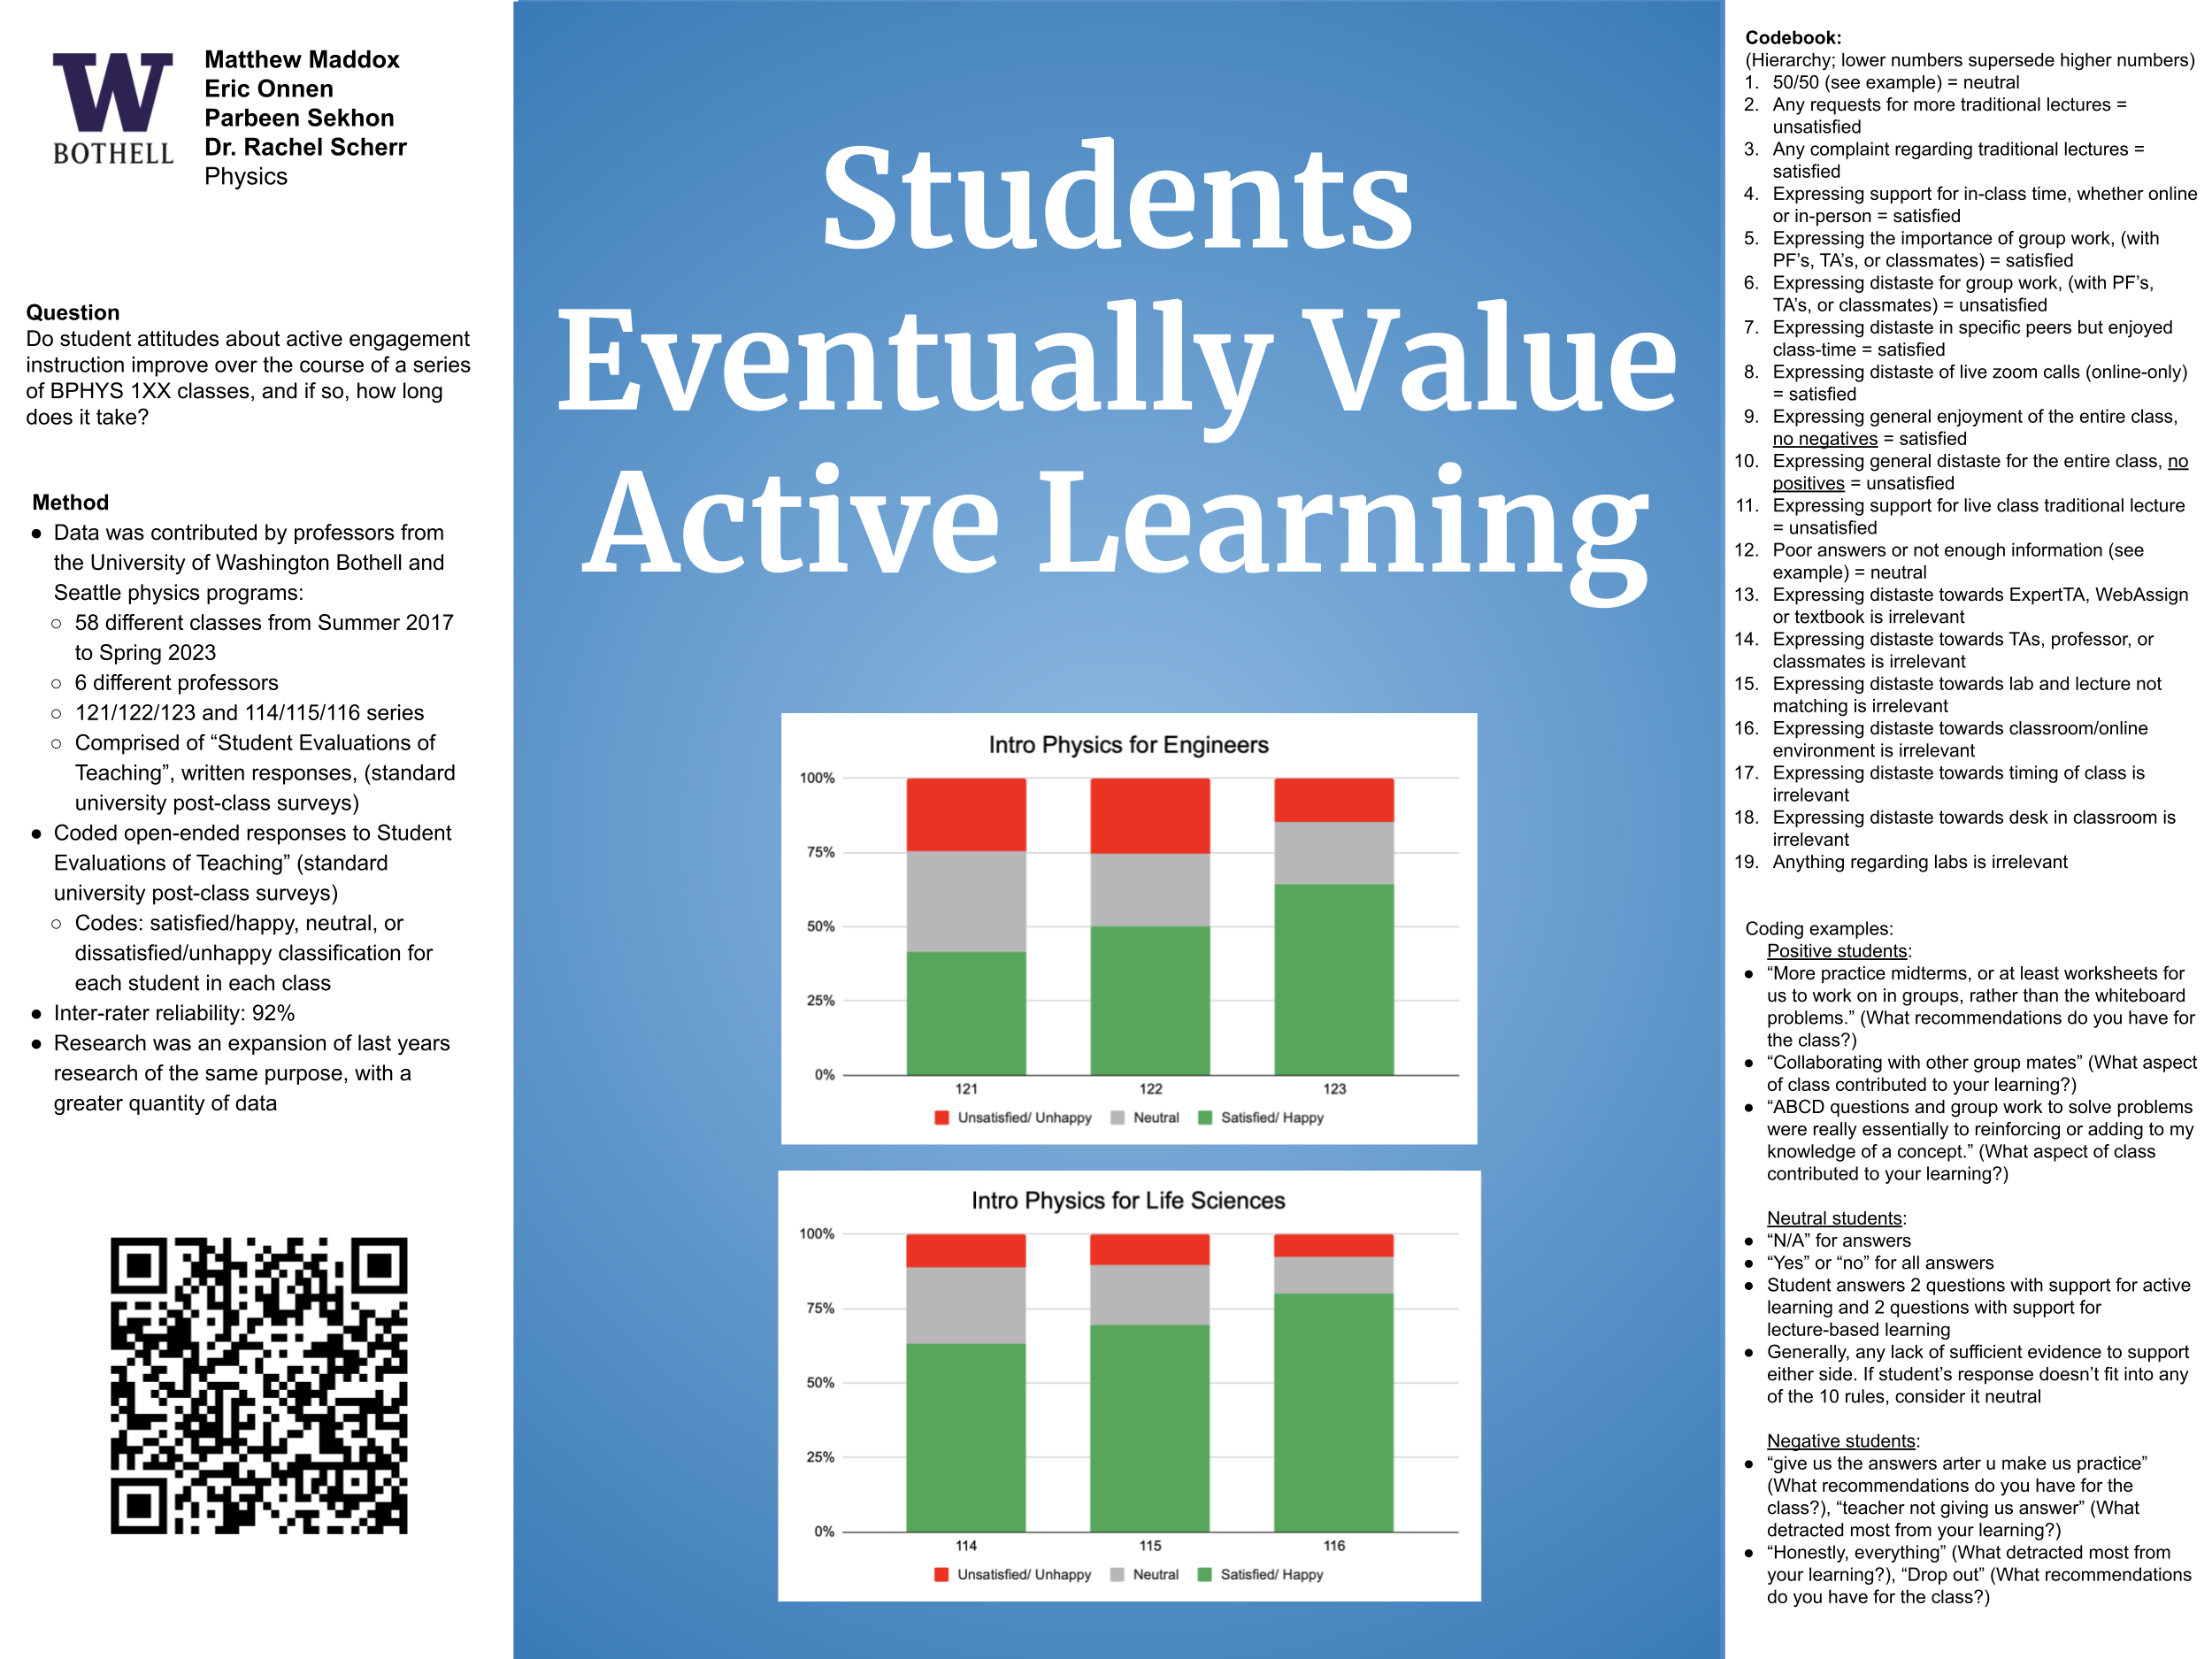 W
BOTHELL
Matthew Maddox
Eric Onnen
Parbeen Sekhon
Dr. Rachel Scherr
Physics
Question
Do student attitudes about active engagement
instruction improve over the course of a series
of BPHYS 1XX classes, and if so, how long
does it take?
Method
● Data was contributed by professors from
the University of Washington Bothell and
Seattle physics programs:
○ 58 different classes from Summer 2017
to Spring 2023
○ 6 different professors
○ 121/122/123 and 114/115/116 series
○ Comprised of “Student Evaluations of
Teaching”, written responses, (standard
university post-class surveys)
● Coded open-ended responses to Student
Evaluations of Teaching” (standard
university post-class surveys)
○ Codes: satisfied/happy, neutral, or
dissatisfied/unhappy classification for
each student in each class
● Inter-rater reliability: 92%
● Research was an expansion of last years
research of the same purpose, with a
greater quantity of data
Students
Eventually Value
Active Learning
Intro Physics for Engineers
100%
75%
50%
25%
0%
121 122 123
Unsatisfied/ Unhappy Neutral Satisfied/ Happy
Intro Physics for Life Sciences
100%
75%
50%
25%
0%
114 115 116
Unsatisfied/ Unhappy Neutral Satisfied/ Happy
Codebook:
(Hierarchy; lower numbers supersede higher numbers)
1. 50/50 (see example) = neutral
2. Any requests for more traditional lectures =
unsatisfied
3. Any complaint regarding traditional lectures =
satisfied
4. Expressing support for in-class time, whether online
or in-person = satisfied
5. Expressing the importance of group work, (with
PF’s, TA’s, or classmates) = satisfied
6. Expressing distaste for group work, (with PF’s,
TA’s, or classmates) = unsatisfied
7. Expressing distaste in specific peers but enjoyed
class-time = satisfied
8. Expressing distaste of live zoom calls (online-only)
= satisfied
9. Expressing general enjoyment of the entire class,
no negatives = satisfied
10. Expressing general distaste for the entire class, no
positives = unsatisfied
11. Expressing support for live class traditional lecture
= unsatisfied
12. Poor answers or not enough information (see
example) = neutral
13. Expressing distaste towards ExpertTA, WebAssign
or textbook is irrelevant
14. Expressing distaste towards TAs, professor, or
classmates is irrelevant
15. Expressing distaste towards lab and lecture not
matching is irrelevant
16. Expressing distaste towards classroom/online
environment is irrelevant
17. Expressing distaste towards timing of class is
irrelevant
18. Expressing distaste towards desk in classroom is
irrelevant
19. Anything regarding labs is irrelevant
Coding examples:
Positive students:
● “More practice midterms, or at least worksheets for
us to work on in groups, rather than the whiteboard
problems.” (What recommendations do you have for
the class?)
● “Collaborating with other group mates” (What aspect
of class contributed to your learning?)
● “ABCD questions and group work to solve problems
were really essentially to reinforcing or adding to my
knowledge of a concept.” (What aspect of class
contributed to your learning?)
Neutral students:
● “N/A” for answers
● “Yes” or “no” for all answers
● Student answers 2 questions with support for active
learning and 2 questions with support for
lecture-based learning
● Generally, any lack of sufficient evidence to support
either side. If student’s response doesn’t fit into any
of the 10 rules, consider it neutral
Negative students:
● “give us the answers arter u make us practice”
(What recommendations do you have for the
class?), “teacher not giving us answer” (What
detracted most from your learning?)
● “Honestly, everything” (What detracted most from
your learning?), “Drop out” (What recommendations
do you have for the class?)